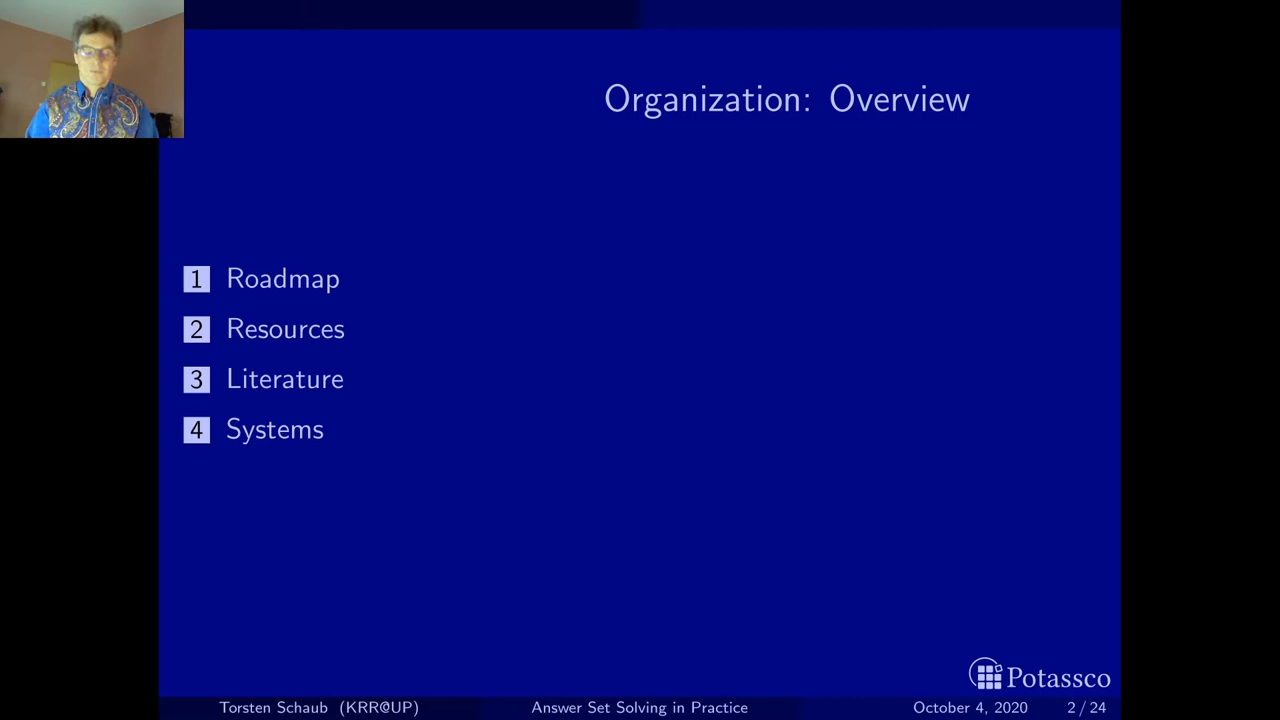 Organization: Overview
1 Roadmap
2 Resources
3 Literature
4 Systems
Potassco
Torsten Schaub (KRR@UP) Answer Set Solving in Practice October 4, 2020 2 / 24